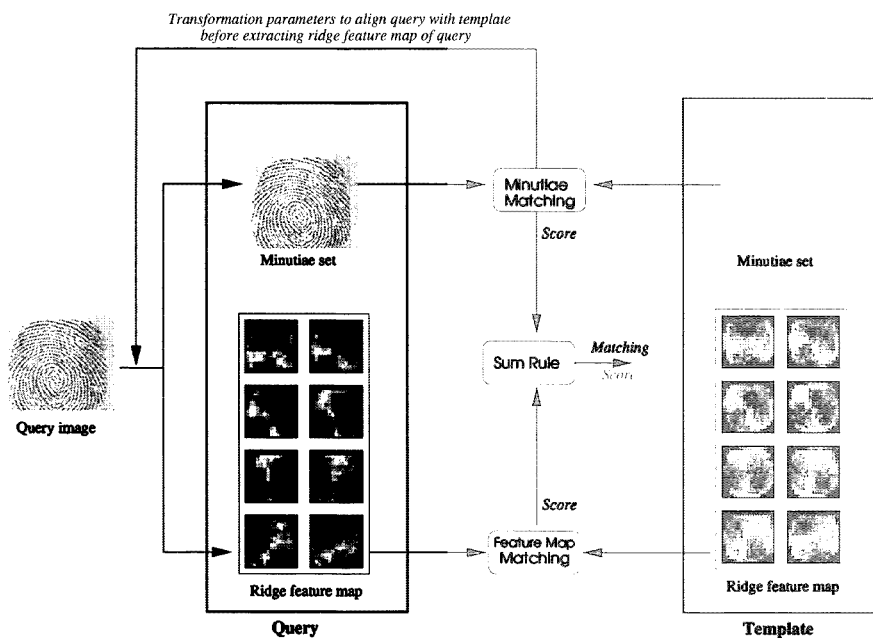 Transformation parameters to align query with template
before extracting ridge feature map of query
Minutiae
Matching
Score
Minutiae set
Minutiae set
Sum Rule
Matching
Score
Query image
Score
Feature Map
Matching
Ridge feature map
Ridge feature map
Query
Template